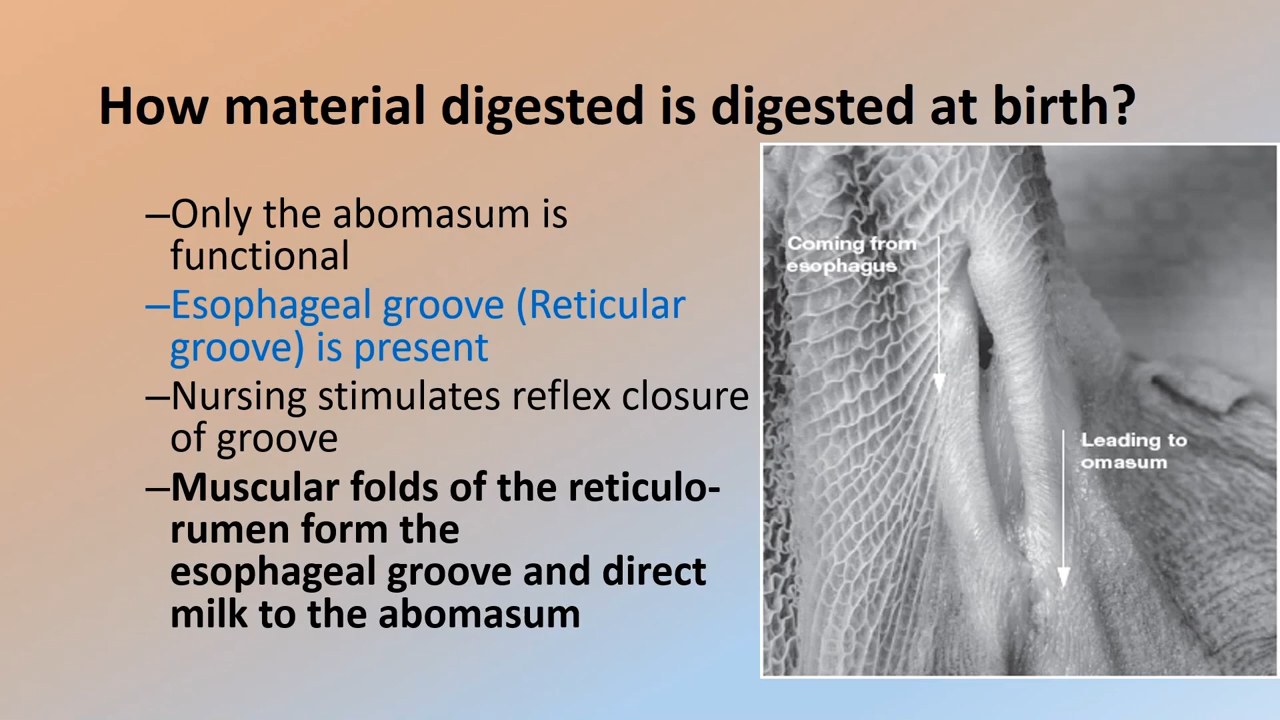 How material digested is digested at birth?
–Only the abomasum is
functional
–Esophageal groove (Reticular
groove) is present
–Nursing stimulates reflex closure
of groove
–Muscular folds of the reticulo-
rumen form the
esophageal groove and direct
milk to the abomasum
Coming from
esophagus
Leading to
omasum